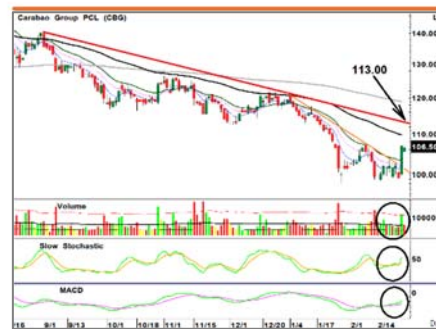 Carabao Group PCL (CBG)
140.00
130.00
113.00
120.00
110.00
106.50
100.00
Volume
10000
Slow Stochastic
50
MACD
0
'16 9/1 9/13 10/1 10/18 11/1 11/15 12/1 12/20 1/4 1/17 2/1 2/14